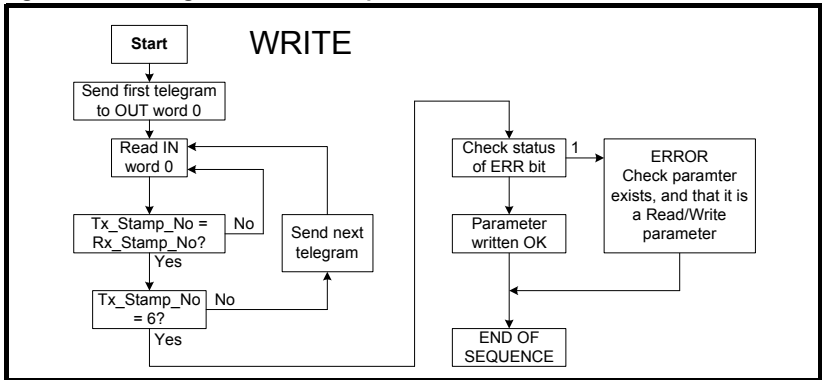 Start
WRITE
Send first telegram
to OUT word 0
Read IN
word 0
Tx_Stamp_No =
Rx_Stamp_No?
No
Yes
Send next
telegram
Tx_Stamp_No
= 6?
No
Yes
Check status
of ERR bit
1
ERROR
Check paramter
exists, and that it is
a Read/Write
parameter
Parameter
written OK
END OF
SEQUENCE